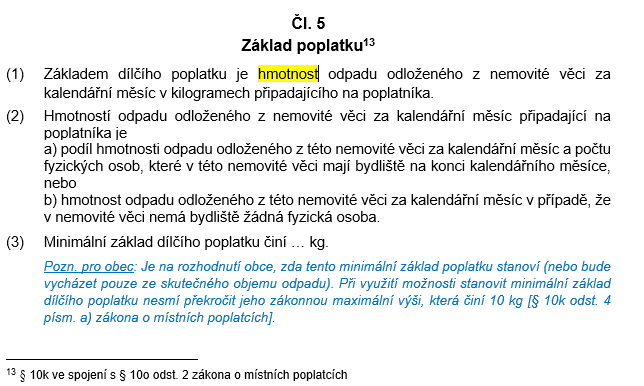 Čl. 5
Základ poplatku13
(1) Základem dílčího poplatku je hmotnost odpadu odloženého z nemovité věci za
kalendářní měsíc v kilogramech připadajícího na poplatníka.
(2) Hmotností odpadu odloženého z nemovité věci za kalendářní měsíc připadající na
poplatníka je
a) podíl hmotnosti odpadu odloženého z této nemovité věci za kalendářní měsíc a počtu
fyzických osob, které v této nemovité věci mají bydliště na konci kalendářního měsíce,
nebo
b) hmotnost odpadu odloženého z této nemovité věci za kalendářní měsíc v případě, že
v nemovité věci nemá bydliště žádná fyzická osoba.
(3) Minimální základ dílčího poplatku činí … kg.
Pozn. pro obec: Je na rozhodnutí obce, zda tento minimální základ poplatku stanoví (nebo bude
vycházet pouze ze skutečného objemu odpadu). Při využití možnosti stanovit minimální základ
dílčího poplatku nesmí překročit jeho zákonnou maximální výši, která činí 10 kg [§ 10k odst. 4
písm. a) zákona o místních poplatcích].
13 § 10k ve spojení s § 10o odst. 2 zákona o místních poplatcích